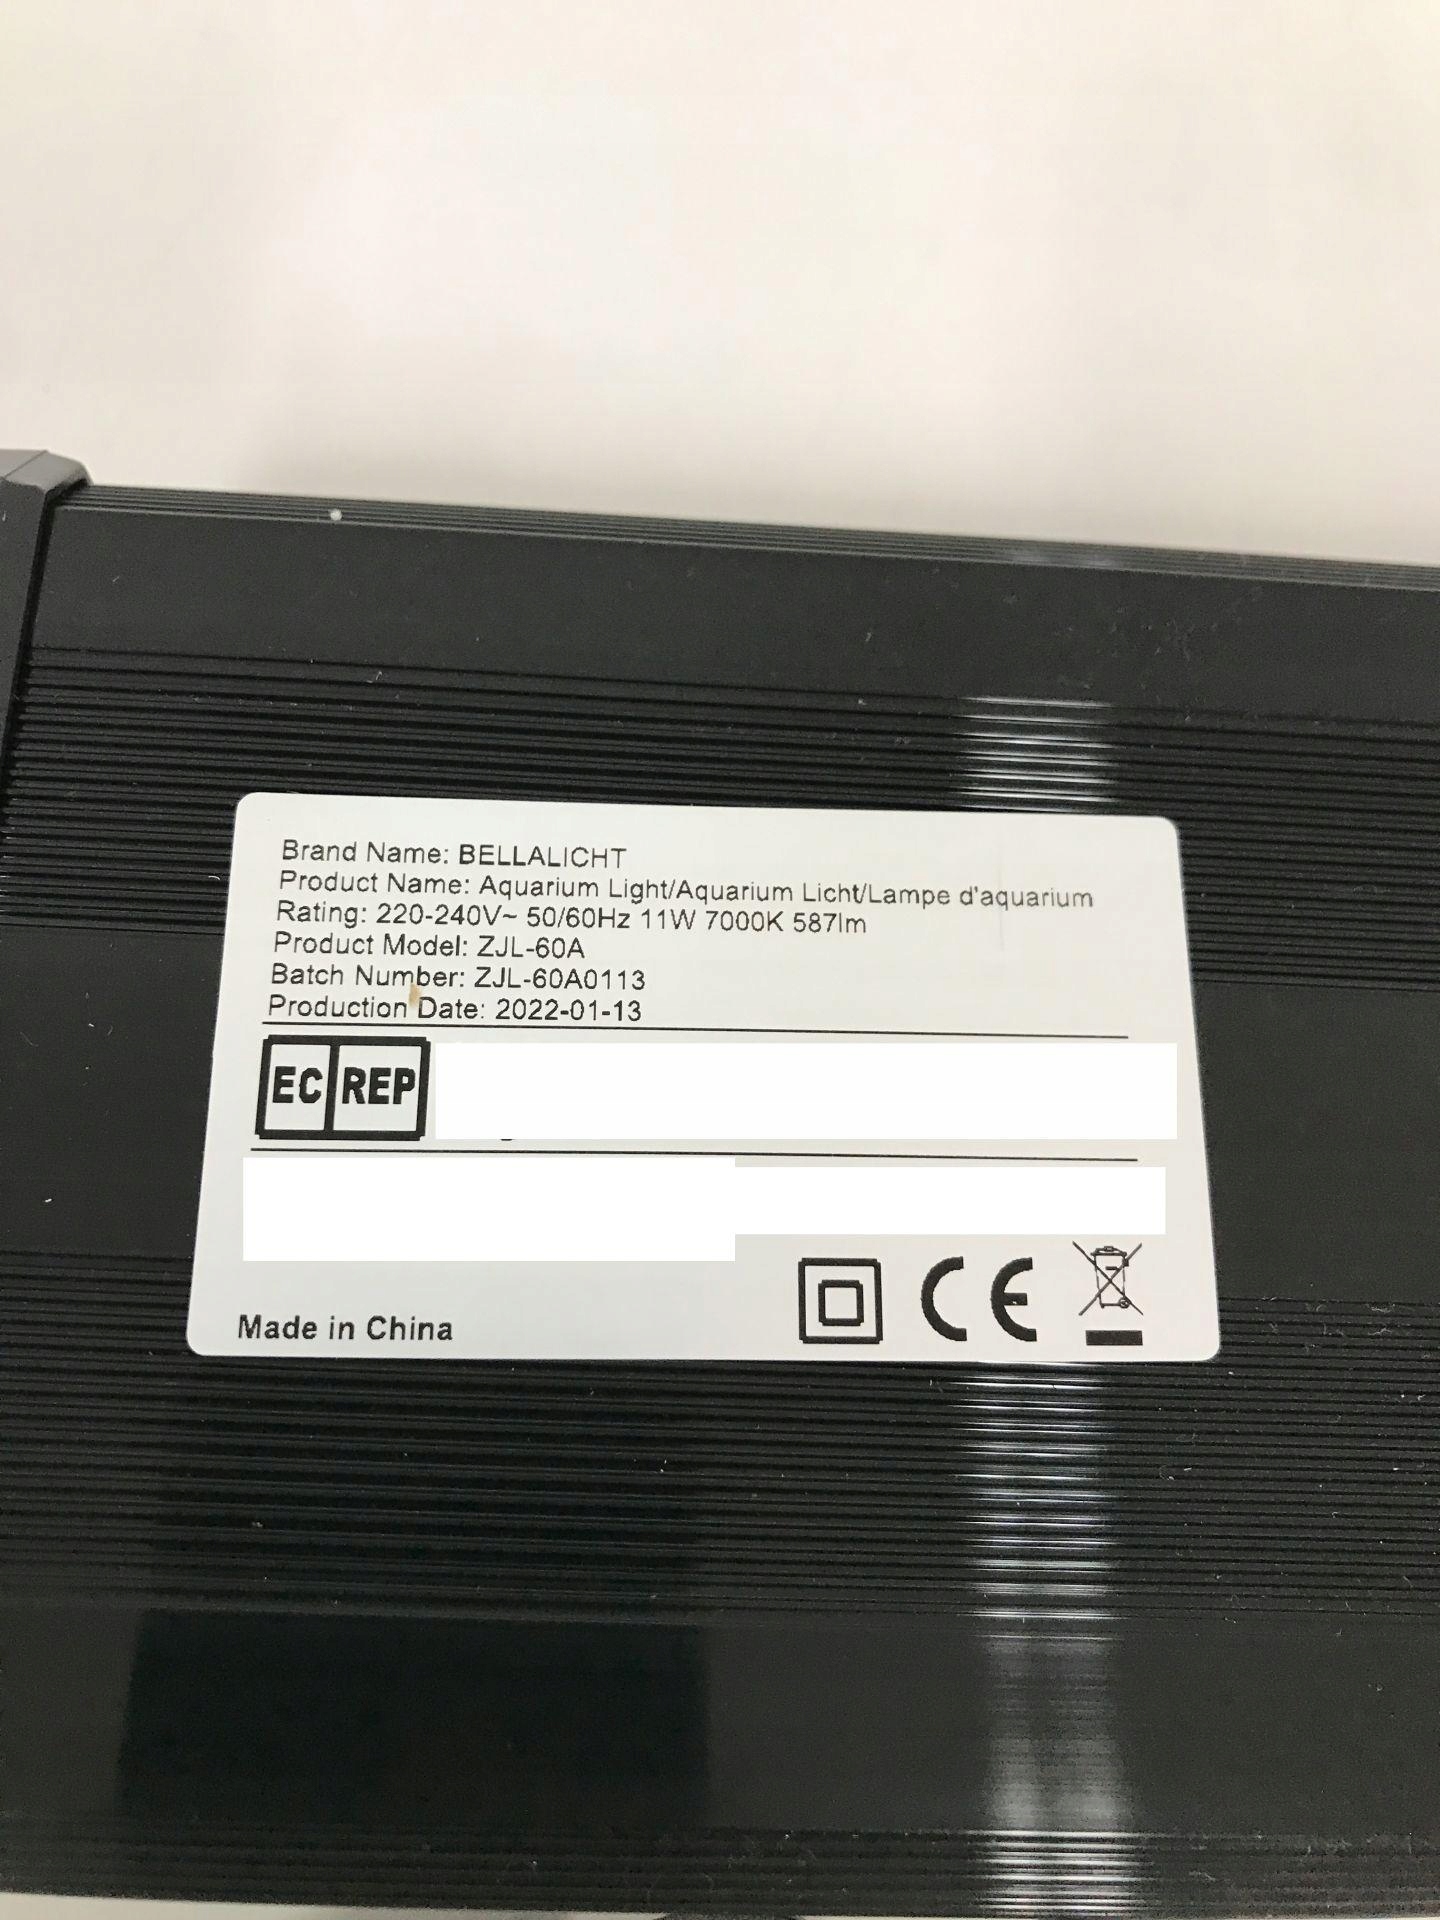 Brand Name: BELLALICHT
Product Name: Aquarium Light/Aquarium Licht/Lampe d'aquarium
Rating: 220-240V~ 50/60Hz 11W 7000K 587lm
Product Model: ZJL-60A
Batch Number: ZJL-60A0113
Production Date: 2022-01-13
EC REP
Made in China
CE